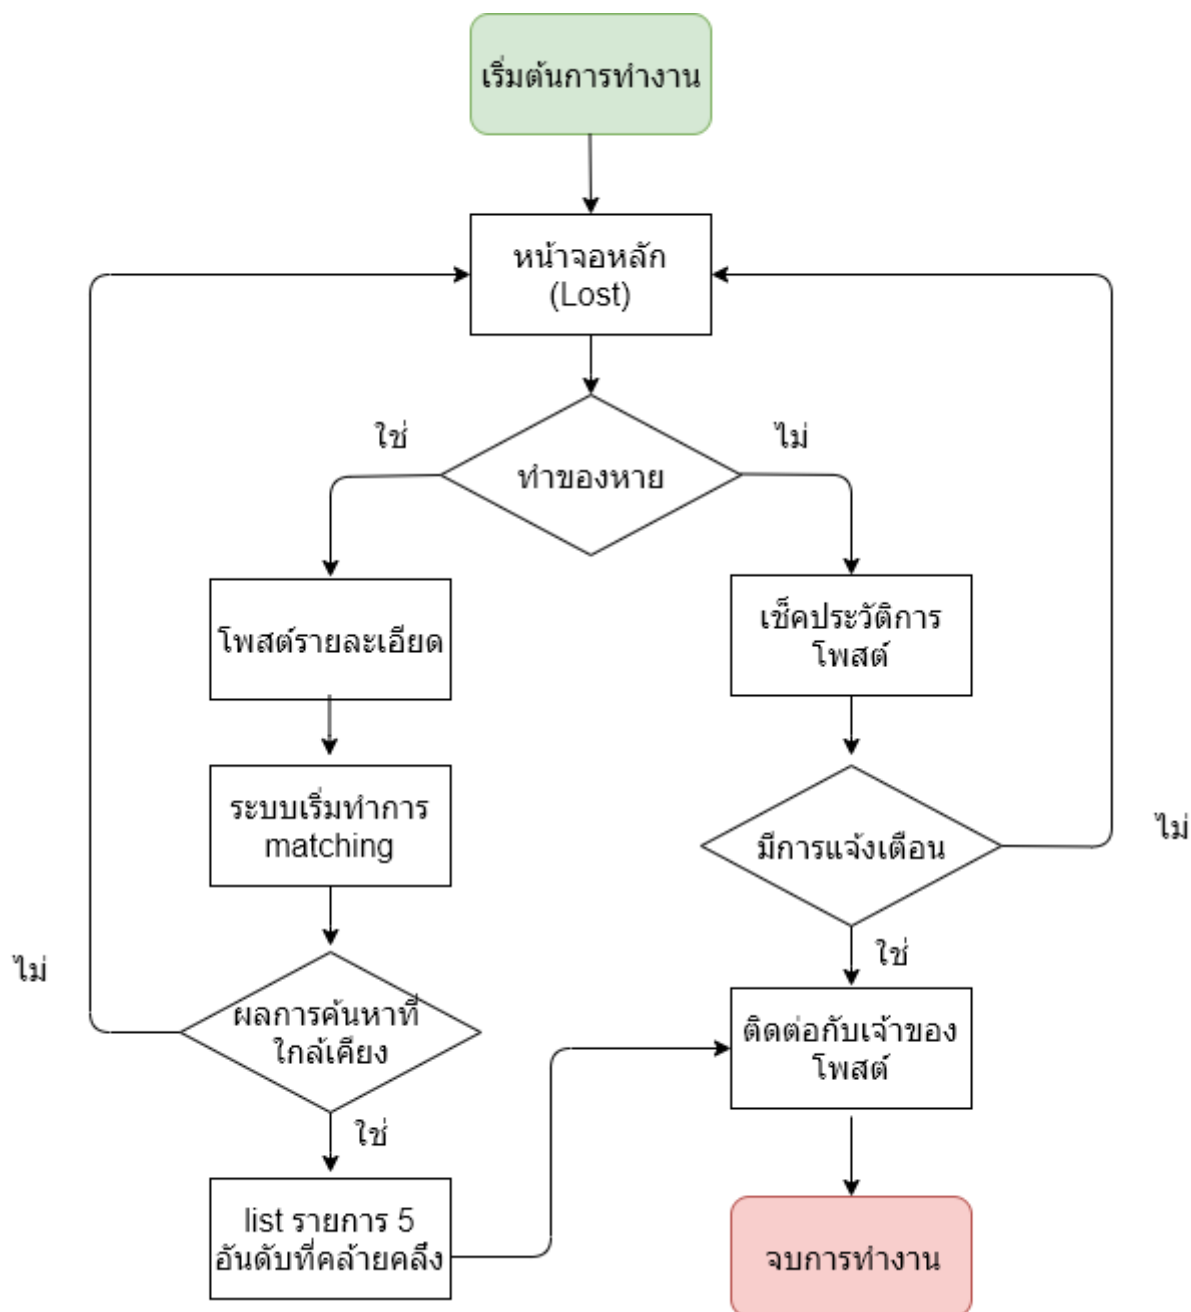 เริ่มต้นการทำงาน
หน้าจอหลัก
(Lost)
ใช่
ไม่
ทำของหาย
โพสต์รายละเอียด
เช็คประวัติการ
โพสต์
ระบบเริ่มทำการ
matching
มีการแจ้งเตือน
ไม่
ใช่
ไม่
ผลการค้นหาที่
ใกล้เคียง
ติดต่อกับเจ้าของ
โพสต์
ใช่
list รายการ 5
อันดับที่คล้ายคลึง
จบการทำงาน